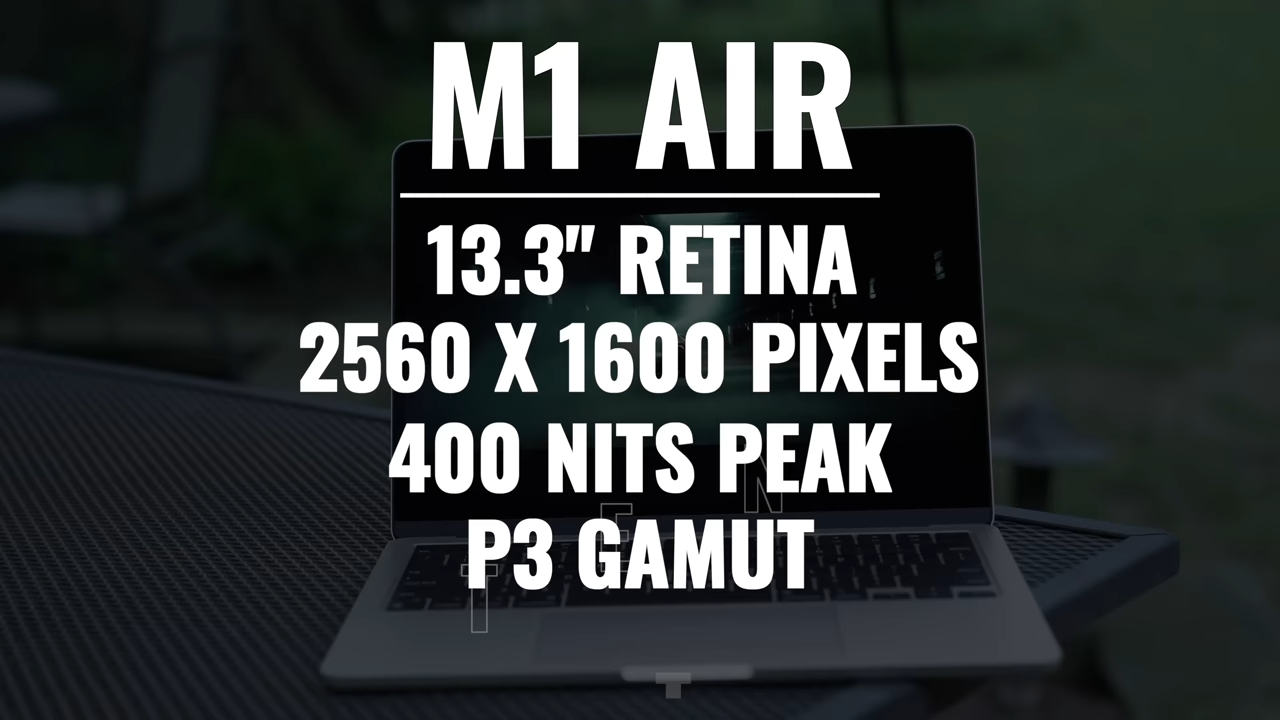 M1 AIR
13.3" RETINA
2560 X 1600 PIXELS
400 NITS PEAK
P3 GAMUT
N
E
T
T